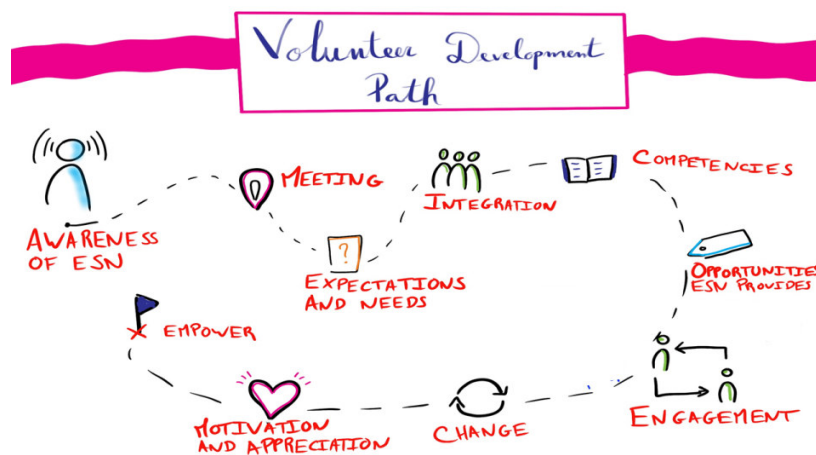 Volunteer Development
Path
AWARENESS
OF ESN
MEETING
?
EXPECTATIONS
AND NEEDS
INTEGRATION
COMPETENCIES
OPPORTUNITIES
ESN PROVIDES
ENGAGEMENT
CHANGE
MOTIVATION
AND APPRECIATION
EMPOWER